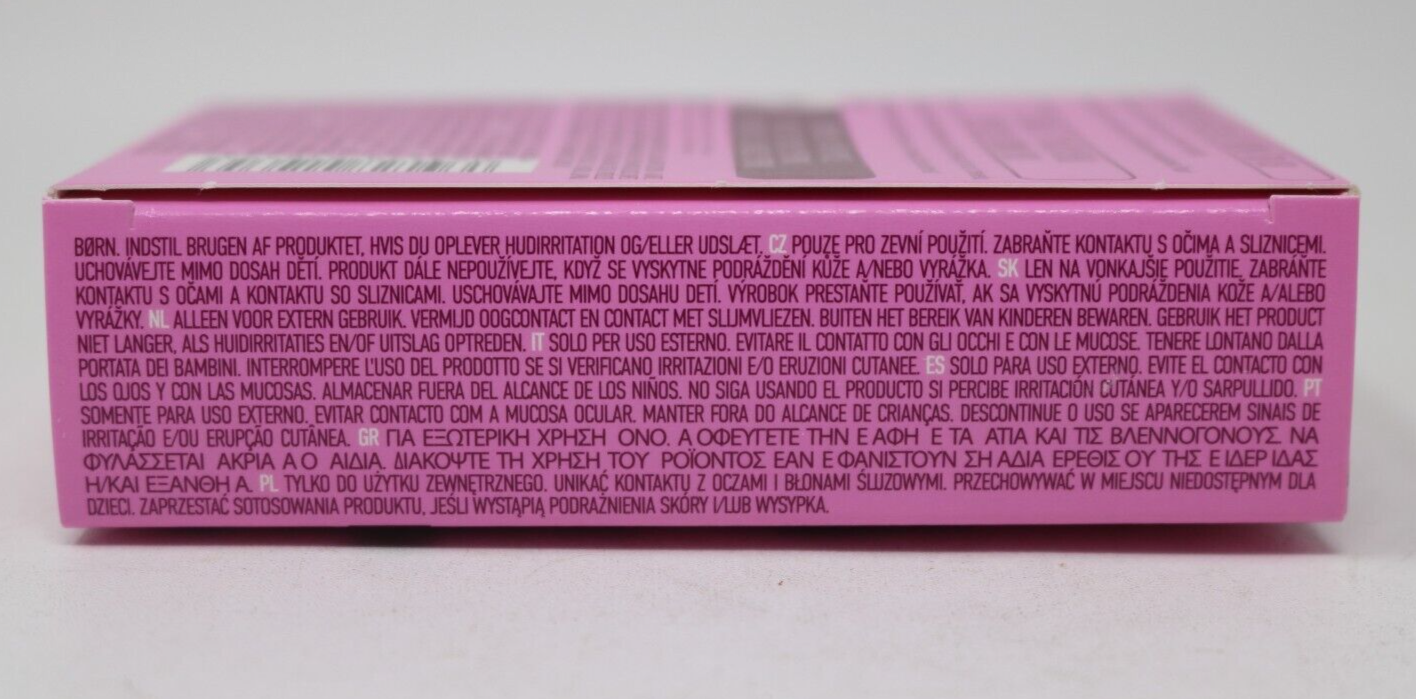 BØRN. INDSTIL BRUGEN AF PRODUKTET, HVIS DU OPLEVER HUDIRRITATION OG/ELLER UDSLÆT. CZ POUZE PRO ZEVNÍ POUŽITÍ. ZABRAŇTE KONTAKTU S OČIMA A SLIZNICEMI.
UCHOVÁVEJTE MIMO DOSAH DĚTÍ. PRODUKT DÁLE NEPOUŽÍVEJTE, KDYŽ SE VYSKYTNE PODRÁŽDĚNÍ KŮŽE A/NEBO VYRÁŽKA. SK LEN NA VONKAJŠIE POUŽITIE. ZABRÁŇTE
KONTAKTU S OČAMI A KONTAKTU SO SLIZNICAMI. USCHOVÁVAJTE MIMO DOSAHU DETÍ. VÝROBOK PRESTAŇTE POUŽÍVAŤ, AK SA VYSKYTNÚ PODRÁŽDENIA KOŽE A/ALEBO
VYRÁŽKY. NL ALLEEN VOOR EXTERN GEBRUIK. VERMIJD OOGCONTACT EN CONTACT MET SLIJMVLIEZEN. BUITEN HET BEREIK VAN KINDEREN BEWAREN. GEBRUIK HET PRODUCT
NIET LANGER, ALS HUIDIRRITATIES EN/OF UITSLAG OPTREDEN. IT SOLO PER USO ESTERNO. EVITARE IL CONTATTO CON GLI OCCHI E CON LE MUCOSE. TENERE LONTANO DALLA
PORTATA DEI BAMBINI. INTERROMPERE L'USO DEL PRODOTTO SE SI VERIFICANO IRRITAZIONI E/O ERUZIONI CUTANEE. ES SOLO PARA USO EXTERNO. EVITE EL CONTACTO CON
LOS OJOS Y CON LAS MUCOSAS. ALMACENAR FUERA DEL ALCANCE DE LOS NIÑOS. NO SIGA USANDO EL PRODUCTO SI PERCIBE IRRITACIÓN CUTÁNEA Y/O SARPULLIDO. PT
SOMENTE PARA USO EXTERNO. EVITAR CONTACTO COM A MUCOSA OCULAR. MANTER FORA DO ALCANCE DE CRIANÇAS. DESCONTINUE O USO SE APARECEREM SINAIS DE
IRRITAÇÃO E/OU ERUPÇÃO CUTÂNEA. GR ΓΙΑ ΕΞΩΤΕΡΙΚΗ ΧΡΗΣΗ ΟΝΟ. Α ΟΦΕΥΓΕΤΕ ΤΗΝ Ε ΑΦΗ Ε ΤΑ ΑΤΙΑ ΚΑΙ ΤΙΣ ΒΛΕΝΝΟΓΟΝΟΥΣ. ΝΑ
ΦΥΛΑΣΣΕΤΑΙ ΑΚΡΙΑ Α Ο ΑΙΔΙΑ. ΔΙΑΚΟΨΤΕ ΤΗ ΧΡΗΣΗ ΤΟΥ ΡΟΪΟΝΤΟΣ ΕΑΝ Ε ΦΑΝΙΣΤΟΥΝ ΣΗ ΑΔΙΑ ΕΡΕΘΙΣ ΟΥ ΤΗΣ Ε ΙΔΕΡ ΙΔΑΣ
Η/ΚΑΙ ΕΞΑΝΘΗ Α. PL TYLKO DO UŻYTKU ZEWNĘTRZNEGO. UNIKAĆ KONTAKTU Z OCZAMI I BŁONAMI ŚLUZOWYMI. PRZECHOWYWAĆ W MIEJSCU NIEDOSTĘPNYM DLA
DZIECI. ZAPRZESTAĆ SOTOSOWANIA PRODUKTU, JEŚLI WYSTĄPIĄ PODRAŻNIENIA SKÓRY I/LUB WYSYPKA.